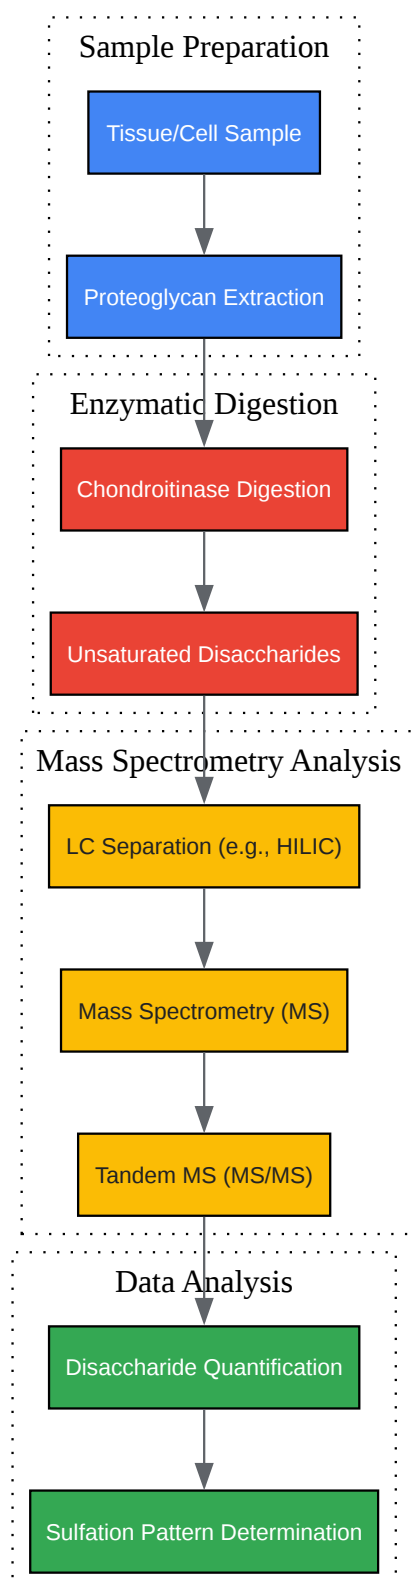 Sample Preparation
Tissue/Cell Sample
Proteoglycan Extraction
Enzymatic Digestion
Chondroitinase Digestion
Unsaturated Disaccharides
Mass Spectrometry Analysis
LC Separation (e.g., HILIC)
Mass Spectrometry (MS)
Tandem MS (MS/MS)
Data Analysis
Disaccharide Quantification
Sulfation Pattern Determination